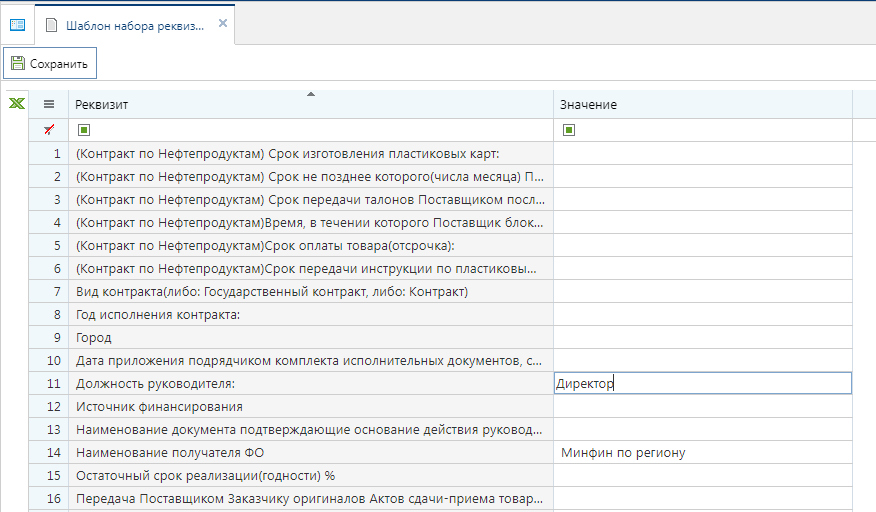 Шаблон набора реквиз...
Сохранить
Реквизит Значение
1 (Контракт по Нефтепродуктам) Срок изготовления пластиковых карт:
2 (Контракт по Нефтепродуктам) Срок не позднее которого(числа месяца) П...
3 (Контракт по Нефтепродуктам) Срок передачи талонов Поставщиком посл...
4 (Контракт по Нефтепродуктам)Время, в течении которого Поставщик блок...
5 (Контракт по Нефтепродуктам)Срок оплаты товара(отсрочка):
6 (Контракт по Нефтепродуктам)Срок передачи инструкции по пластиковы...
7 Вид контракта(либо: Государственный контракт, либо: Контракт)
8 Год исполнения контракта:
9 Город
10 Дата приложения подрядчиком комплекта исполнительных документов, с...
11 Должность руководителя: Директор
12 Источник финансирования
13 Наименование документа подтверждающие основание действия руковод...
14 Наименование получателя ФО Минфин по региону
15 Остаточный срок реализации(годности) %
16 Передача Поставщиком Заказчику оригиналов Актов сдачи-приема товар...